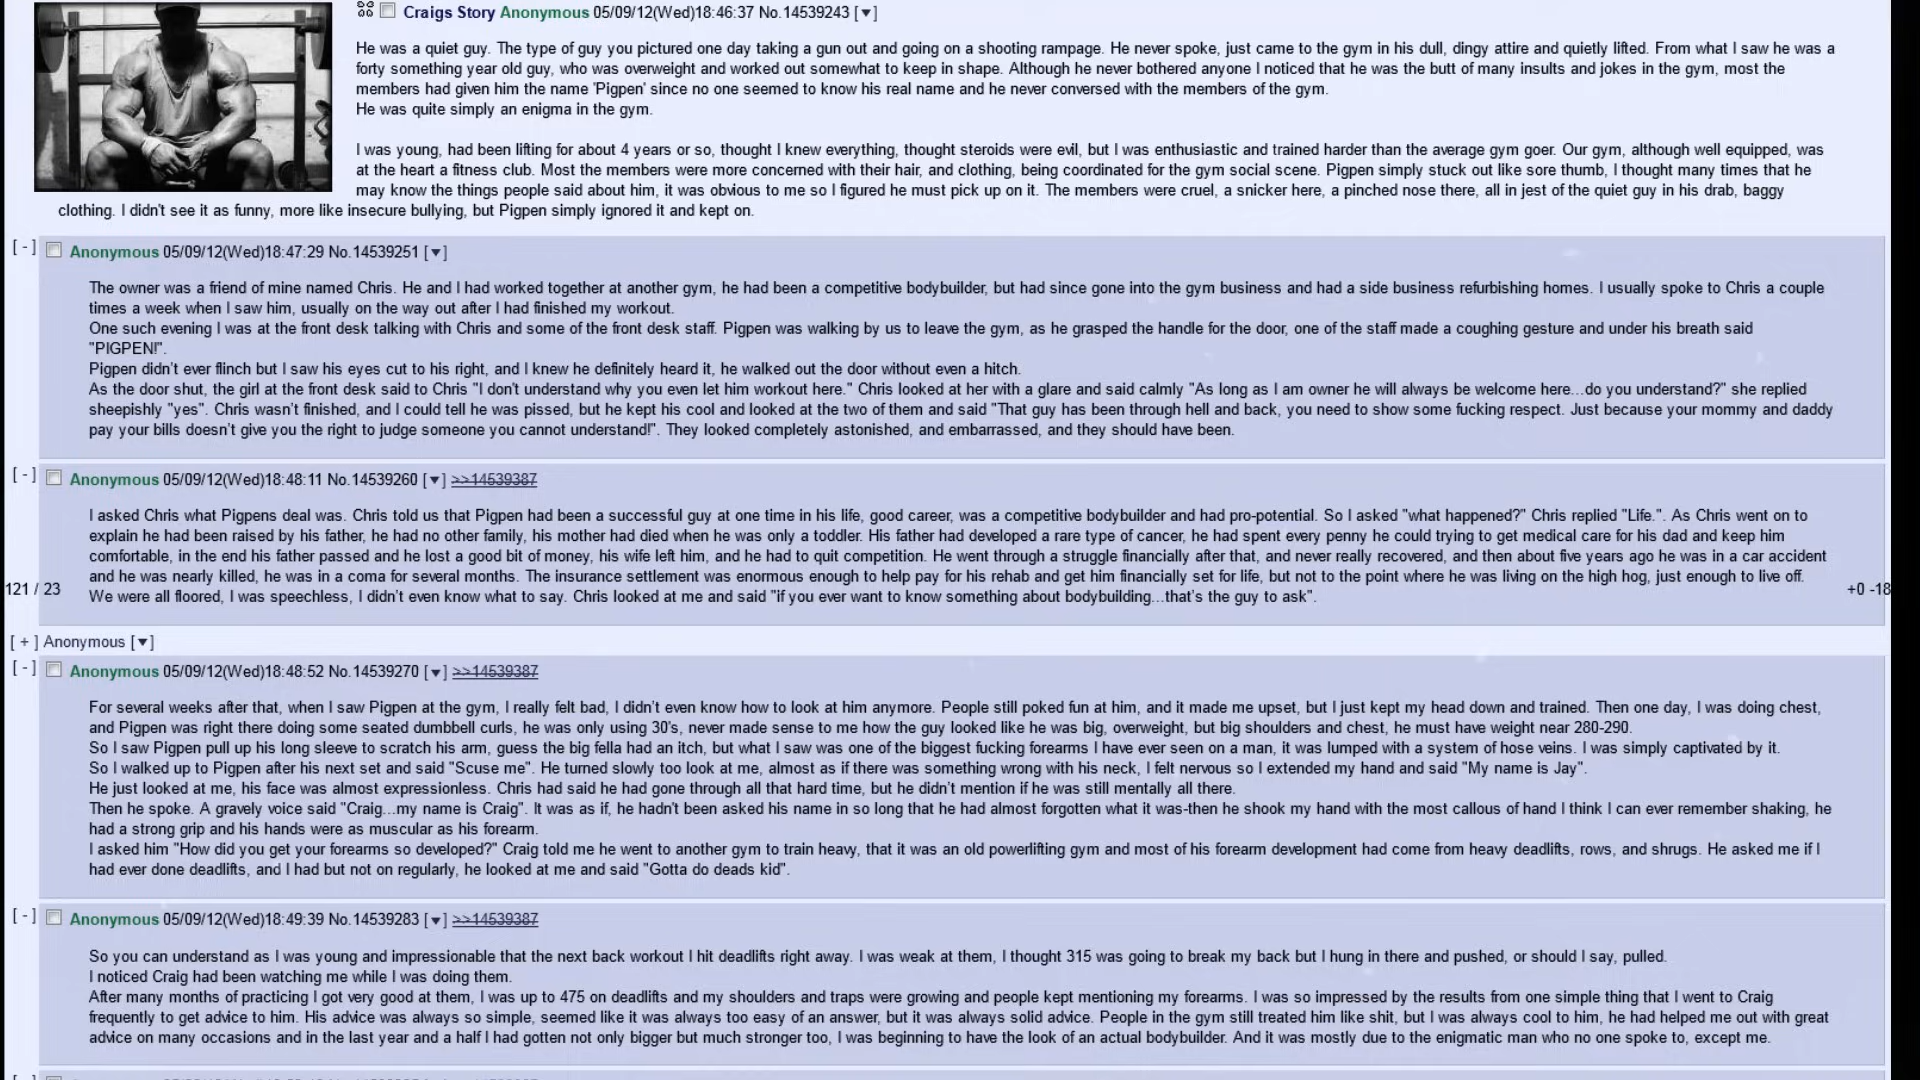 Craigs Story Anonymous 05/09/12(Wed)18:46:37 No.14539243 [▼]
He was a quiet guy. The type of guy you pictured one day taking a gun out and going on a shooting rampage. He never spoke, just came to the gym in his dull, dingy attire and quietly lifted. From what I saw he was a
forty something year old guy, who was overweight and worked out somewhat to keep in shape. Although he never bothered anyone I noticed that he was the butt of many insults and jokes in the gym, most the
members had given him the name 'Pigpen' since no one seemed to know his real name and he never conversed with the members of the gym.
He was quite simply an enigma in the gym.
I was young, had been lifting for about 4 years or so, thought I knew everything, thought steroids were evil, but I was enthusiastic and trained harder than the average gym goer. Our gym, although well equipped, was
at the heart a fitness club. Most the members were more concerned with their hair, and clothing, being coordinated for the gym social scene. Pigpen simply stuck out like sore thumb, I thought many times that he
may know the things people said about him, it was obvious to me so I figured he must pick up on it. The members were cruel, a snicker here, a pinched nose there, all in jest of the quiet guy in his drab, baggy
clothing. I didn't see it as funny, more like insecure bullying, but Pigpen simply ignored it and kept on.
[ - ] Anonymous 05/09/12(Wed)18:47:29 No.14539251 [▼]
The owner was a friend of mine named Chris. He and I had worked together at another gym, he had been a competitive bodybuilder, but had since gone into the gym business and had a side business refurbishing homes. I usually spoke to Chris a couple
times a week when I saw him, usually on the way out after I had finished my workout.
One such evening I was at the front desk talking with Chris and some of the front desk staff. Pigpen was walking by us to leave the gym, as he grasped the handle for the door, one of the staff made a coughing gesture and under his breath said
"PIGPEN!".
Pigpen didn't ever flinch but I saw his eyes cut to his right, and I knew he definitely heard it, he walked out the door without even a hitch.
As the door shut, the girl at the front desk said to Chris "I don't understand why you even let him workout here." Chris looked at her with a glare and said calmly "As long as I am owner he will always be welcome here...do you understand?" she replied
sheepishly "yes". Chris wasn't finished, and I could tell he was pissed, but he kept his cool and looked at the two of them and said "That guy has been through hell and back, you need to show some fucking respect. Just because your mommy and daddy
pay your bills doesn't give you the right to judge someone you cannot understand!". They looked completely astonished, and embarrassed, and they should have been.
[ - ] Anonymous 05/09/12(Wed)18:48:11 No.14539260 [▼] >>14539387
I asked Chris what Pigpens deal was. Chris told us that Pigpen had been a successful guy at one time in his life, good career, was a competitive bodybuilder and had pro-potential. So I asked "what happened?" Chris replied "Life.". As Chris went on to
explain he had been raised by his father, he had no other family, his mother had died when he was only a toddler. His father had developed a rare type of cancer, he had spent every penny he could trying to get medical care for his dad and keep him
comfortable, in the end his father passed and he lost a good bit of money, his wife left him, and he had to quit competition. He went through a struggle financially after that, and never really recovered, and then about five years ago he was in a car accident
and he was nearly killed, he was in a coma for several months. The insurance settlement was enormous enough to help pay for his rehab and get him financially set for life, but not to the point where he was living on the high hog, just enough to live off.
121 / 23
+0 -18
We were all floored, I was speechless, I didn't even know what to say. Chris looked at me and said "if you ever want to know something about bodybuilding...that's the guy to ask".
[ + ] Anonymous [▼]
[ - ] Anonymous 05/09/12(Wed)18:48:52 No.14539270 [▼] >>14539387
For several weeks after that, when I saw Pigpen at the gym, I really felt bad, I didn't even know how to look at him anymore. People still poked fun at him, and it made me upset, but I just kept my head down and trained. Then one day, I was doing chest,
and Pigpen was right there doing some seated dumbbell curls, he was only using 30's, never made sense to me how the guy looked like he was big, overweight, but big shoulders and chest, he must have weight near 280-290.
So I saw Pigpen pull up his long sleeve to scratch his arm, guess the big fella had an itch, but what I saw was one of the biggest fucking forearms I have ever seen on a man, it was lumped with a system of hose veins. I was simply captivated by it.
So I walked up to Pigpen after his next set and said "Scuse me". He turned slowly too look at me, almost as if there was something wrong with his neck, I felt nervous so I extended my hand and said "My name is Jay".
He just looked at me, his face was almost expressionless. Chris had said he had gone through all that hard time, but he didn't mention if he was still mentally all there.
Then he spoke. A gravely voice said "Craig...my name is Craig". It was as if, he hadn't been asked his name in so long that he had almost forgotten what it was-then he shook my hand with the most callous of hand I think I can ever remember shaking, he
had a strong grip and his hands were as muscular as his forearm.
I asked him "How did you get your forearms so developed?" Craig told me he went to another gym to train heavy, that it was an old powerlifting gym and most of his forearm development had come from heavy deadlifts, rows, and shrugs. He asked me if I
had ever done deadlifts, and I had but not on regularly, he looked at me and said "Gotta do deads kid".
[ - ] Anonymous 05/09/12(Wed)18:49:39 No.14539283 [▼] >>14539387
So you can understand as I was young and impressionable that the next back workout I hit deadlifts right away. I was weak at them, I thought 315 was going to break my back but I hung in there and pushed, or should I say, pulled.
I noticed Craig had been watching me while I was doing them.
After many months of practicing I got very good at them, I was up to 475 on deadlifts and my shoulders and traps were growing and people kept mentioning my forearms. I was so impressed by the results from one simple thing that I went to Craig
frequently to get advice to him. His advice was always so simple, seemed like it was always too easy of an answer, but it was always solid advice. People in the gym still treated him like shit, but I was always cool to him, he had helped me out with great
advice on many occasions and in the last year and a half I had gotten not only bigger but much stronger too, I was beginning to have the look of an actual bodybuilder. And it was mostly due to the enigmatic man who no one spoke to, except me.